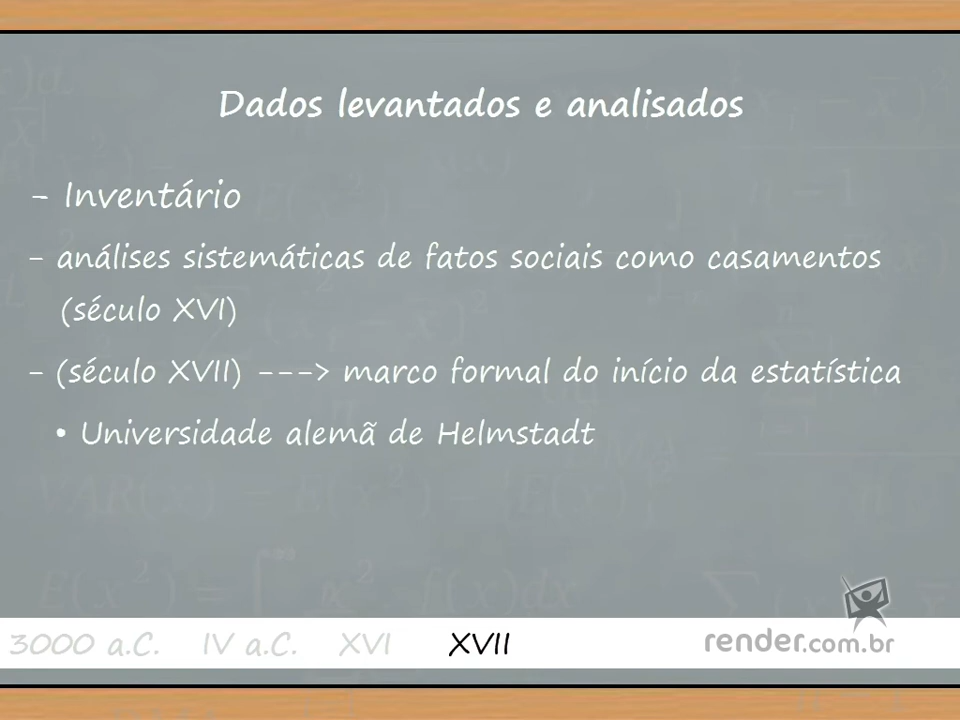 Dados levantados e analisados
- Inventário
- análises sistemáticas de fatos sociais como casamentos
(século XVI)
- (século XVII) ---> marco formal do início da estatística
• Universidade alemã de Helmstadt
3000 a.C. IV a.C. XVI XVII render.com.br